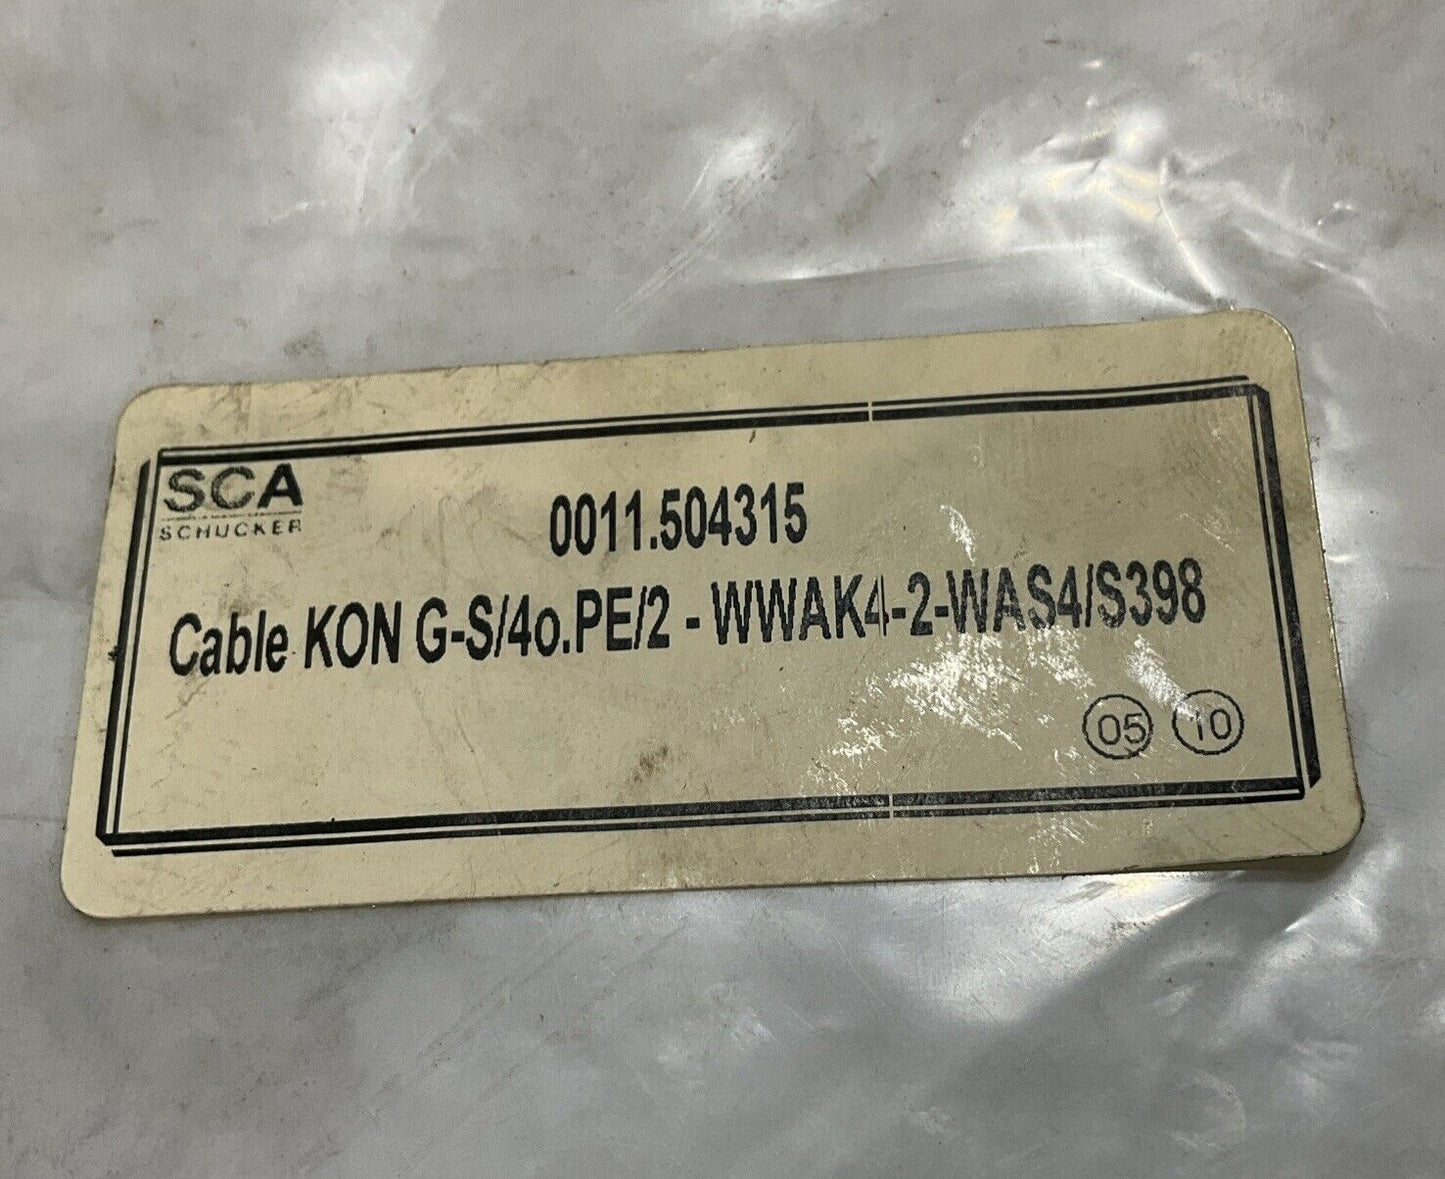 SCA
SCHUCKER
0011.504315
Cable KON G-S/4o.PE/2 - WWAK4-2-WAS4/S398
05 10